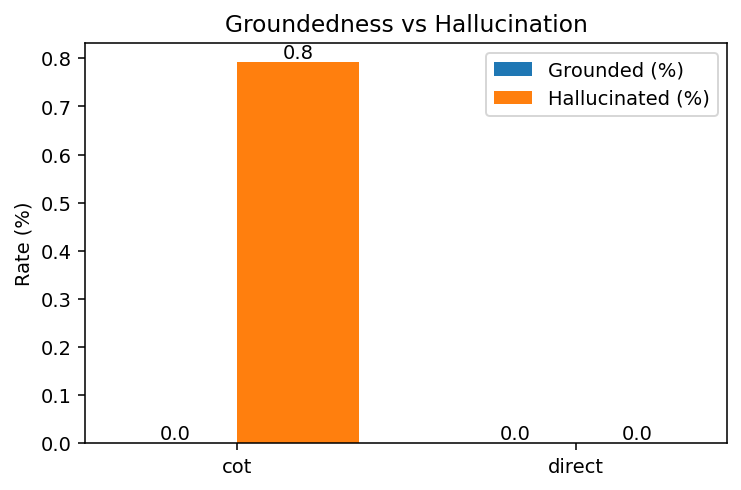 Groundedness vs Hallucination
Rate (%)
0.8
0.7
0.6
0.5
0.4
0.3
0.2
0.1
0.0
0.8
0.0
0.0
0.0
Grounded (%)
Hallucinated (%)
cot
direct